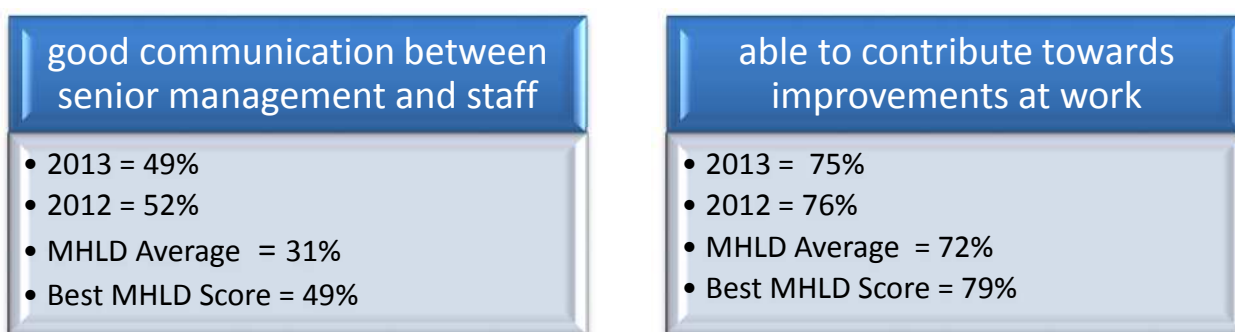 good communication between
senior management and staff
• 2013 = 49%
• 2012 = 52%
• MHLD Average = 31%
• Best MHLD Score = 49%
able to contribute towards
improvements at work
• 2013 = 75%
• 2012 = 76%
• MHLD Average = 72%
• Best MHLD Score = 79%